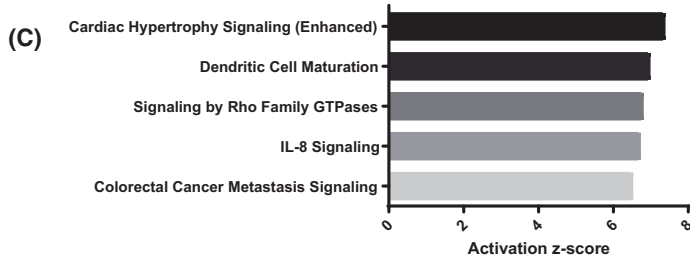 (C)
Cardiac Hypertrophy Signaling (Enhanced)
Dendritic Cell Maturation
Signaling by Rho Family GTPases
IL-8 Signaling
Colorectal Cancer Metastasis Signaling
0 2 4 6 8
Activation z-score